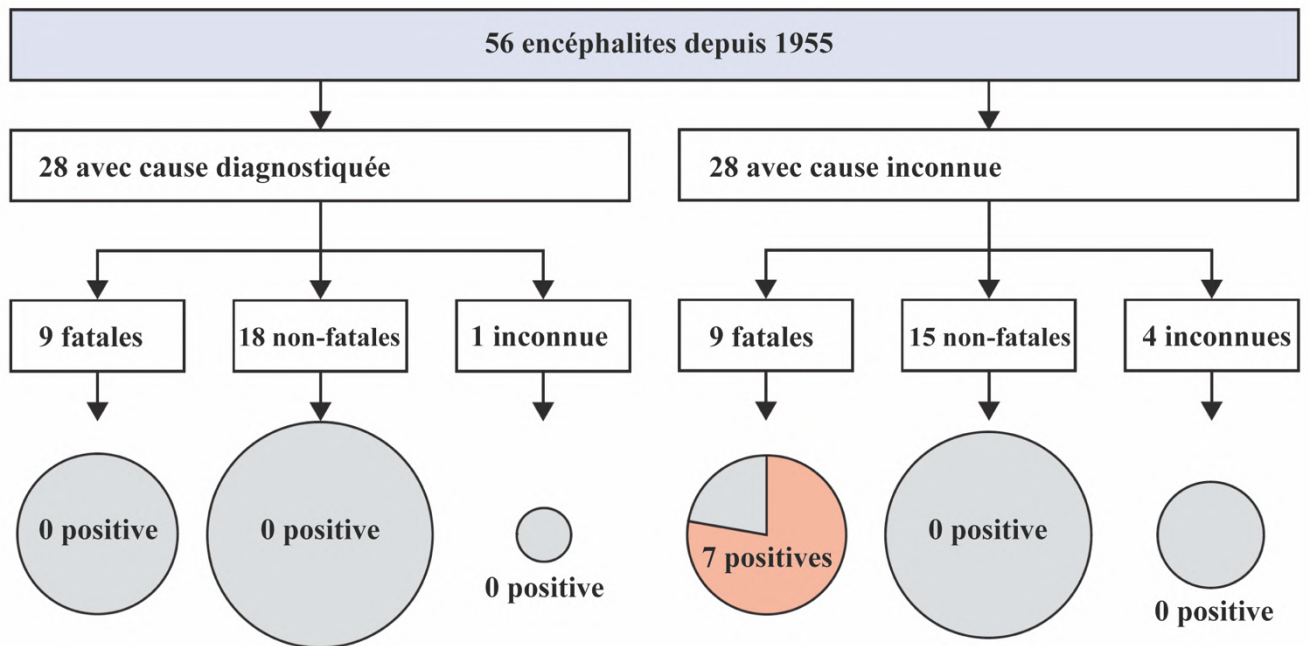 56 encéphalites depuis 1955
28 avec cause diagnostiquée
28 avec cause inconnue
9 fatales
18 non-fatales
1 inconnue
9 fatales
15 non-fatales
4 inconnues
0 positive
0 positive
0 positive
7 positives
0 positive
0 positive